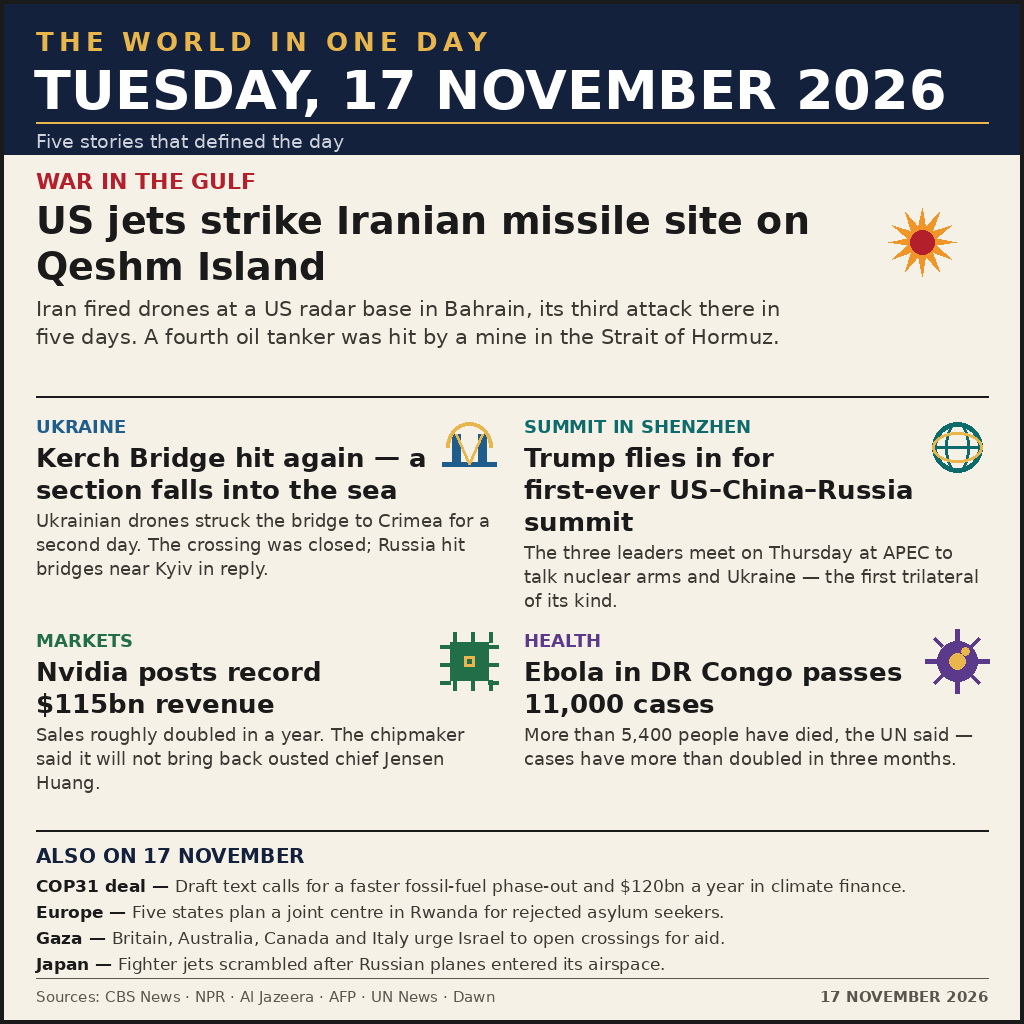 THE WORLD IN ONE DAY
TUESDAY, 17 NOVEMBER 2026
Five stories that defined the day
WAR IN THE GULF
US jets strike Iranian missile site on
Qeshm Island
Iran fired drones at a US radar base in Bahrain, its third attack there in
five days. A fourth oil tanker was hit by a mine in the Strait of Hormuz.
UKRAINE
Kerch Bridge hit again — a
section falls into the sea
Ukrainian drones struck the bridge to Crimea for a
second day. The crossing was closed; Russia hit
bridges near Kyiv in reply.
SUMMIT IN SHENZHEN
Trump flies in for
first-ever US–China–Russia
summit
The three leaders meet on Thursday at APEC to
talk nuclear arms and Ukraine — the first trilateral
of its kind.
MARKETS
Nvidia posts record
$115bn revenue
Sales roughly doubled in a year. The chipmaker
said it will not bring back ousted chief Jensen
Huang.
HEALTH
Ebola in DR Congo passes
11,000 cases
More than 5,400 people have died, the UN said —
cases have more than doubled in three months.
ALSO ON 17 NOVEMBER
COP31 deal — Draft text calls for a faster fossil-fuel phase-out and $120bn a year in climate finance.
Europe — Five states plan a joint centre in Rwanda for rejected asylum seekers.
Gaza — Britain, Australia, Canada and Italy urge Israel to open crossings for aid.
Japan — Fighter jets scrambled after Russian planes entered its airspace.
Sources: CBS News · NPR · Al Jazeera · AFP · UN News · Dawn
17 NOVEMBER 2026